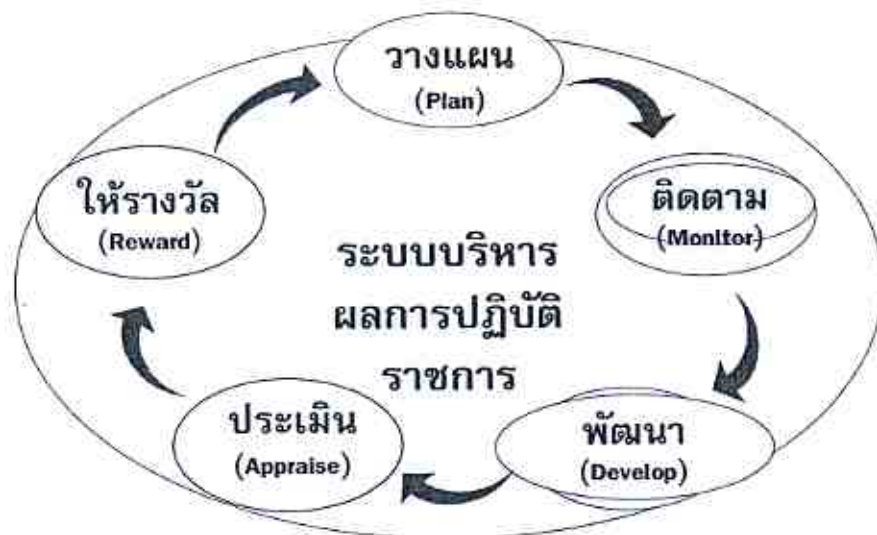 วางแผน
(Plan)
ติดตาม
(Monitor)
ให้รางวัล
(Reward)
ระบบบริหาร
ผลการปฏิบัติ
ราชการ
ประเมิน
(Appraise)
พัฒนา
(Develop)